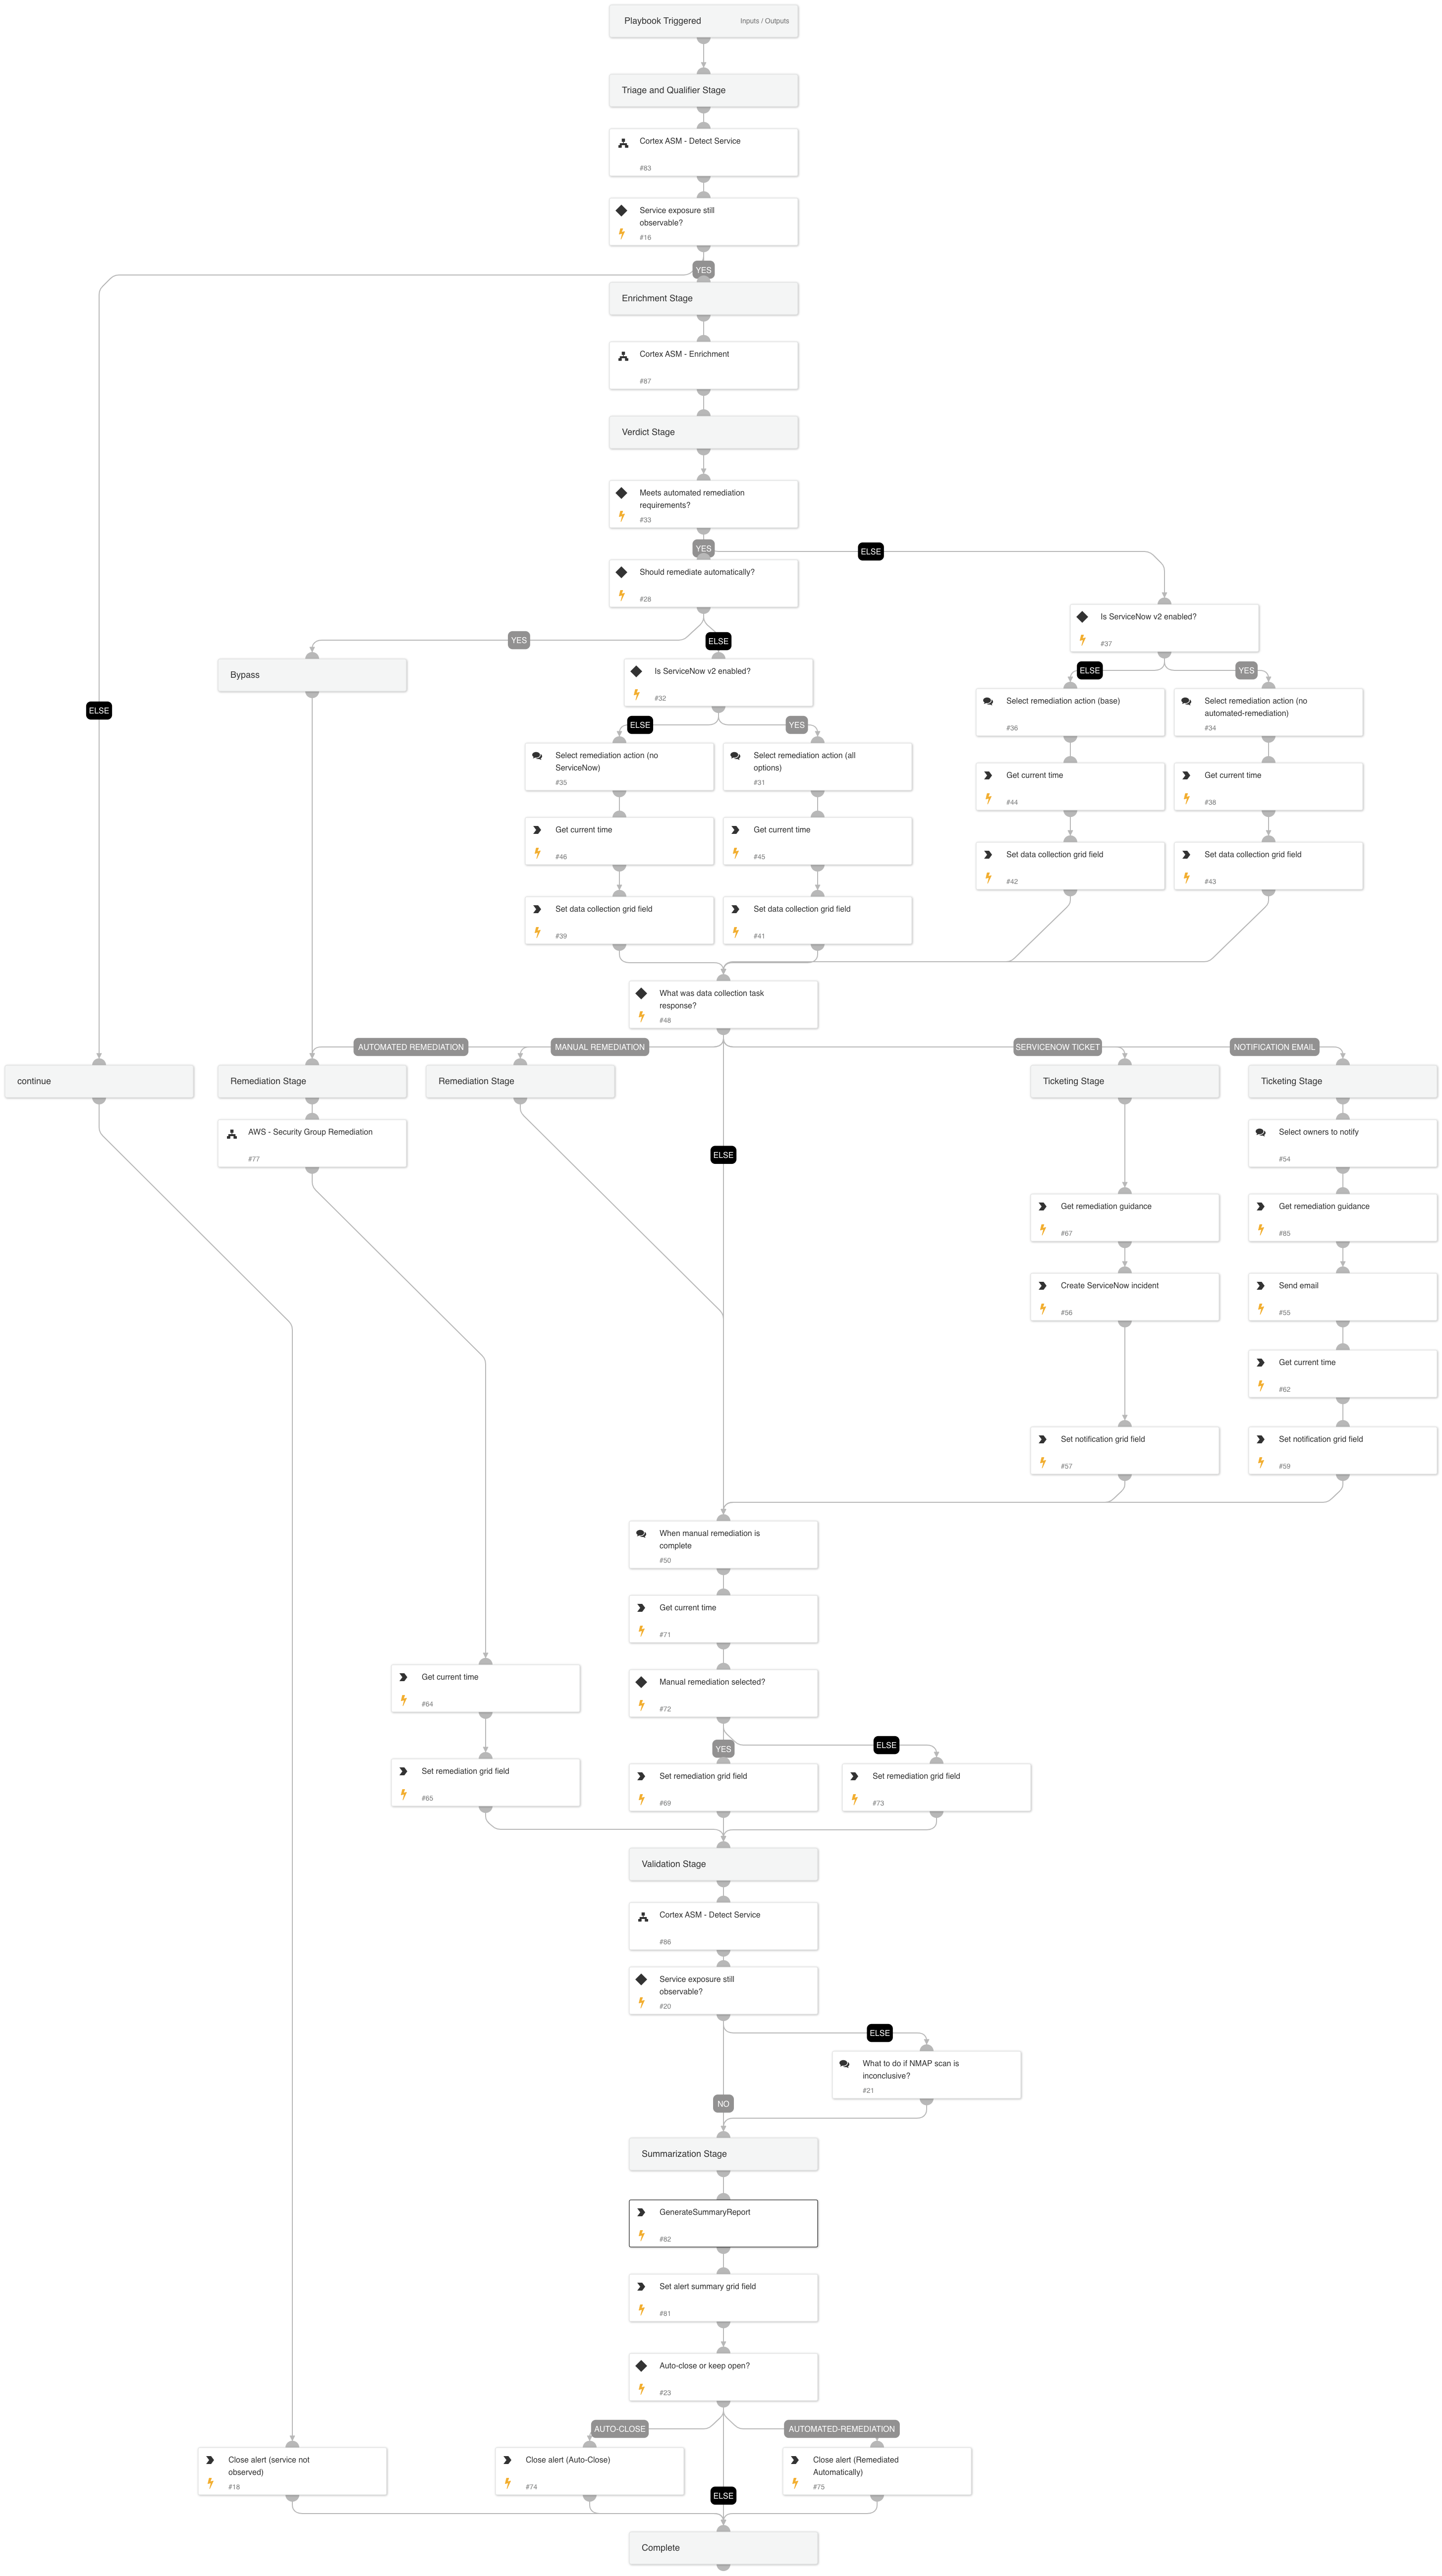 Playbook Triggered
Inputs / Outputs
Triage and Qualifier Stage
Cortex ASM - Detect Service
#83
Service exposure still
observable?
#16
YES
Enrichment Stage
Cortex ASM - Enrichment
#87
Verdict Stage
Meets automated remediation
requirements?
#33
YES
ELSE
Should remediate automatically?
#28
Is ServiceNow v2 enabled?
#37
YES
ELSE
Bypass
Is ServiceNow v2 enabled?
#32
ELSE
YES
Select remediation action (base)
#36
Select remediation action (no
automated-remediation)
#34
ELSE
ELSE
YES
Select remediation action (no
ServiceNow)
#35
Select remediation action (all
options)
#31
Get current time
#44
Get current time
#38
Get current time
#46
Get current time
#45
Set data collection grid field
#42
Set data collection grid field
#43
Set data collection grid field
#39
Set data collection grid field
#41
What was data collection task
response?
#48
AUTOMATED REMEDIATION
MANUAL REMEDIATION
SERVICENOW TICKET
NOTIFICATION EMAIL
continue
Remediation Stage
Remediation Stage
Ticketing Stage
Ticketing Stage
AWS - Security Group Remediation
#77
ELSE
Select owners to notify
#54
Get remediation guidance
#67
Get remediation guidance
#85
Create ServiceNow incident
#56
Send email
#55
Get current time
#62
Set notification grid field
#57
Set notification grid field
#59
When manual remediation is
complete
#50
Get current time
#71
Get current time
#64
Manual remediation selected?
#72
YES
ELSE
Set remediation grid field
#65
Set remediation grid field
#69
Set remediation grid field
#73
Validation Stage
Cortex ASM - Detect Service
#86
Service exposure still
observable?
#20
ELSE
What to do if NMAP scan is
inconclusive?
#21
NO
Summarization Stage
GenerateSummaryReport
#82
Set alert summary grid field
#81
Auto-close or keep open?
#23
AUTO-CLOSE
AUTOMATED-REMEDIATION
Close alert (service not
observed)
#18
Close alert (Auto-Close)
#74
Close alert (Remediated
Automatically)
#75
ELSE
Complete